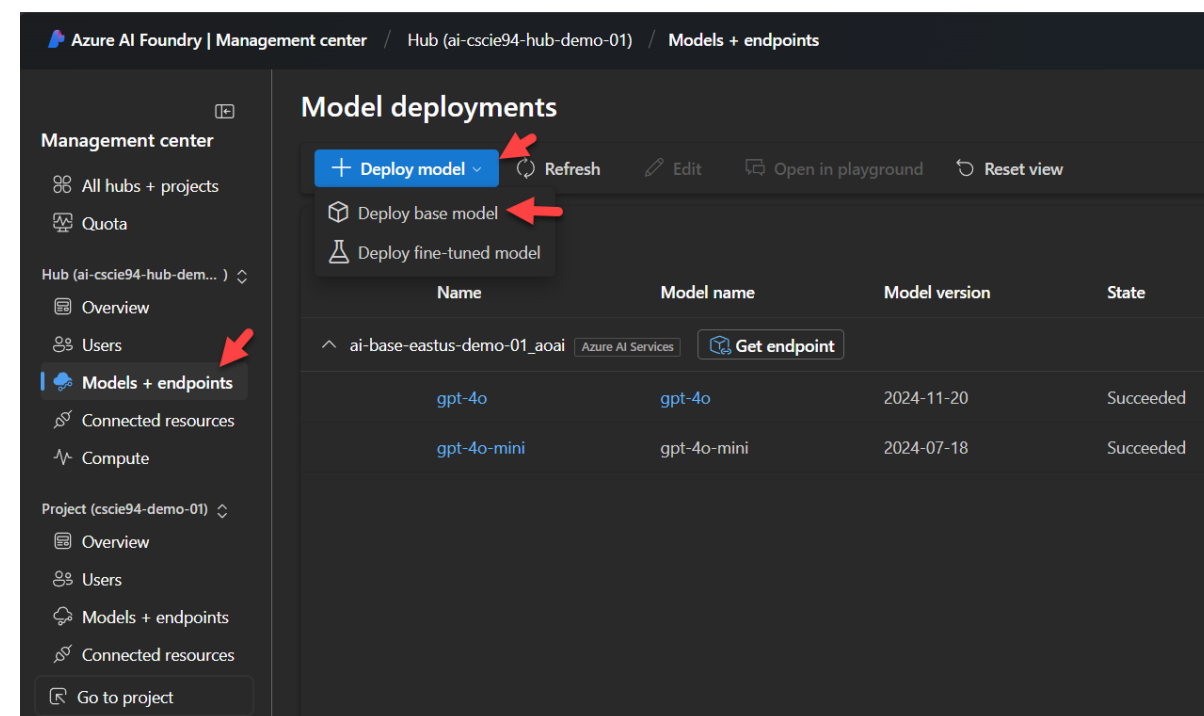 Azure AI Foundry | Management center / Hub (ai-cscie94-hub-demo-01) / Models + endpoints
Management center
All hubs + projects
Quota
Hub (ai-cscie94-hub-dem... )
Overview
Users
Models + endpoints
Connected resources
Compute
Project (cscie94-demo-01)
Overview
Users
Models + endpoints
Connected resources
Go to project
Model deployments
Deploy model Refresh Edit Open in playground Reset view
Deploy base model
Deploy fine-tuned model
Name Model name Model version State
ai-base-eastus-demo-01_aoai Azure AI Services Get endpoint
gpt-4o gpt-4o 2024-11-20 Succeeded
gpt-4o-mini gpt-4o-mini 2024-07-18 Succeeded